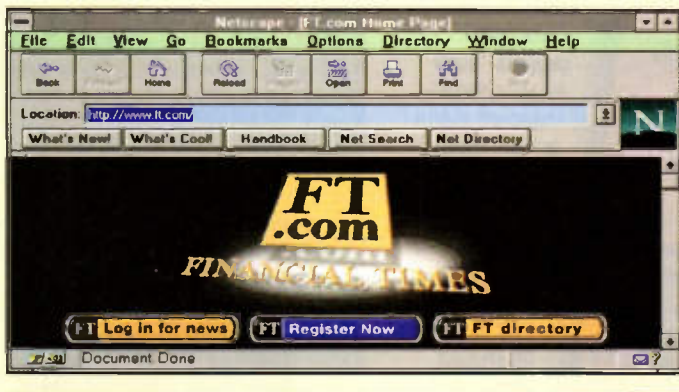 Netscape - [FT.com Home Page]
File Edit View Go Bookmarks Options Directory Window Help
Back Home Reload Open Print Find
Location: http://www.ft.com/
N
What's New! What's Cool! Handbook Net Search Net Directory
FT
.com
FINANCIAL TIMES
FT Log in for news FT Register Now FT FT directory
Document Done
?